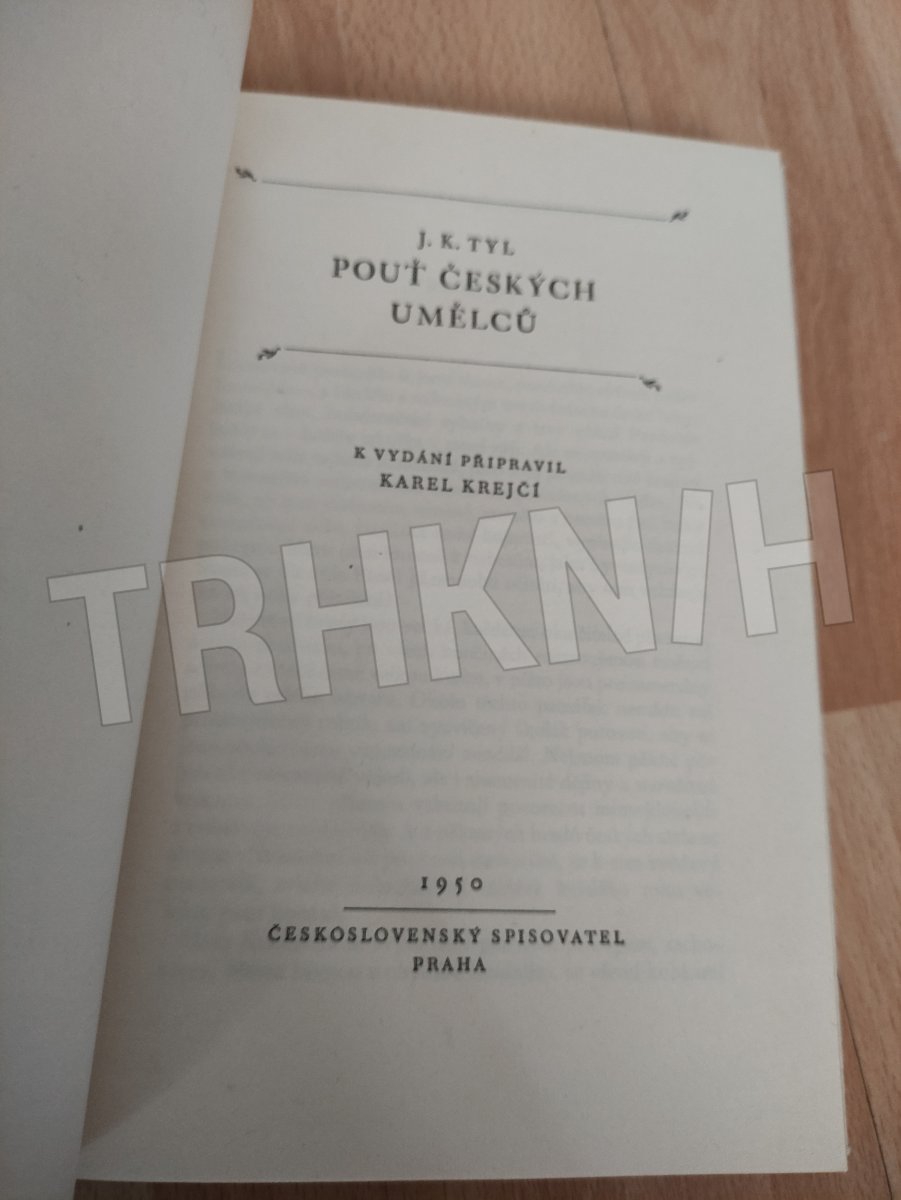 J. K. TYL
POUŤ ČESKÝCH
UMĚLCŮ
K VYDÁNÍ PŘIPRAVIL
KAREL KREJČÍ
TRHKNIH
1950
ČESKOSLOVENSKÝ SPISOVATEL
PRAHA